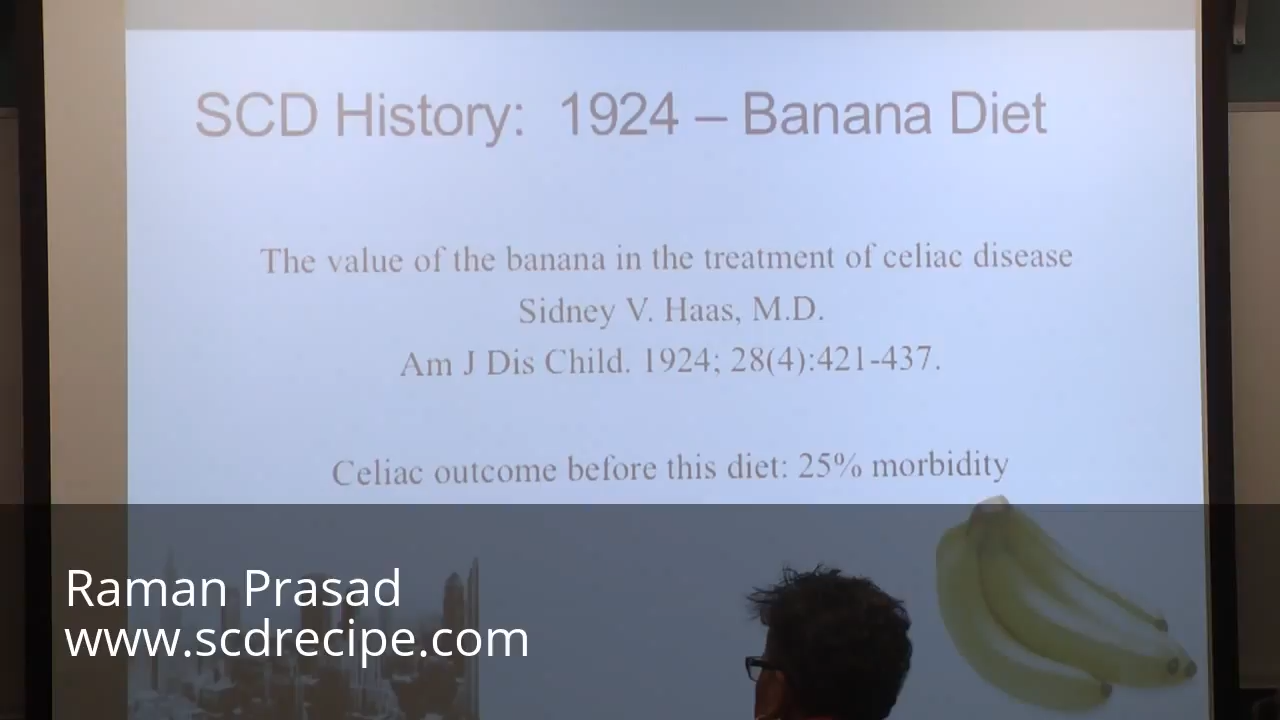 SCD History: 1924 – Banana Diet
The value of the banana in the treatment of celiac disease
Sidney V. Haas, M.D.
Am J Dis Child. 1924; 28(4):421-437.
Celiac outcome before this diet: 25% morbidity
Raman Prasad
www.scdrecipe.com